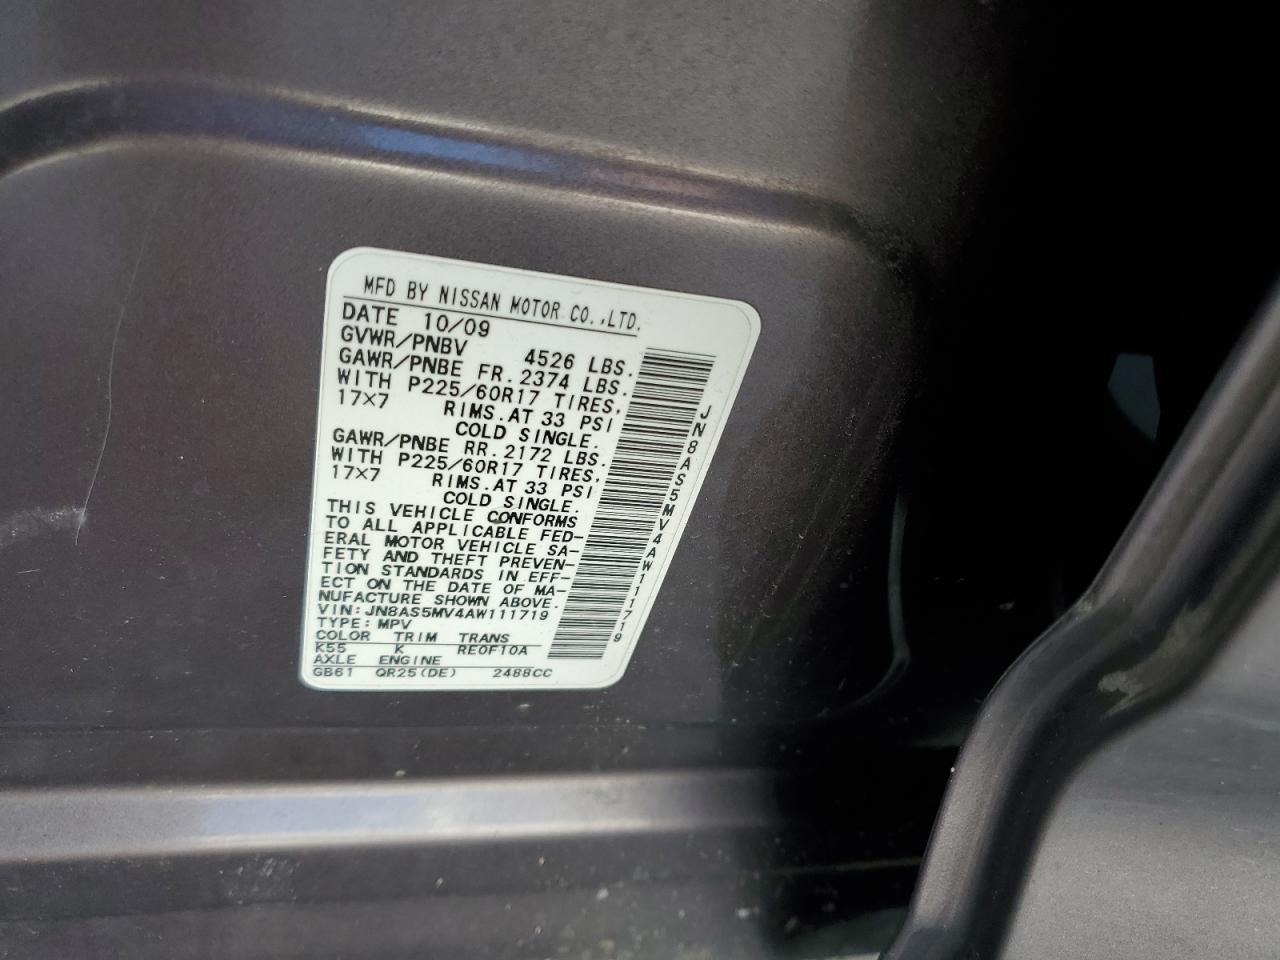 MFD BY NISSAN MOTOR CO.,LTD.
DATE 10/09
GVWR/PNBV 4526 LBS.
GAWR/PNBE FR. 2374 LBS.
WITH P225/60R17 TIRES,
17×7 RIMS.AT 33 PSI
COLD SINGLE.
GAWR/PNBE RR. 2172 LBS.
WITH P225/60R17 TIRES,
17×7 RIMS.AT 33 PSI
COLD SINGLE.
THIS VEHICLE CONFORMS
TO ALL APPLICABLE FED-
ERAL MOTOR VEHICLE SA-
FETY AND THEFT PREVEN-
TION STANDARDS IN EFF-
ECT ON THE DATE OF MA-
NUFACTURE SHOWN ABOVE.
VIN: JN8AS5MV4AW111719
TYPE: MPV
COLOR TRIM TRANS
K55 K RE0F10A
AXLE ENGINE
GB61 QR25(DE) 2488CC
JN8AS5MV4AW111719